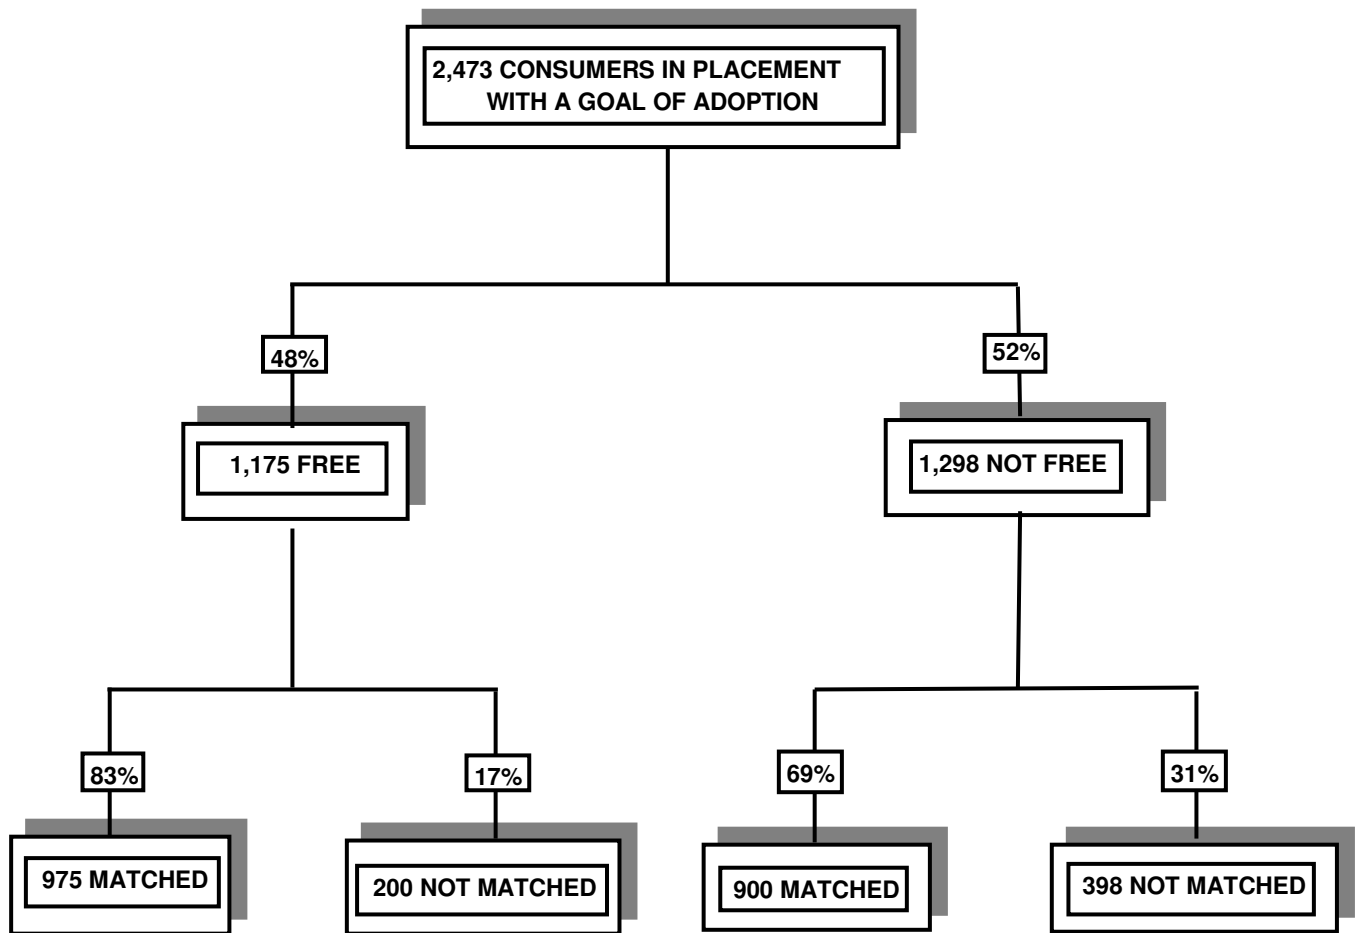 2,473 CONSUMERS IN PLACEMENT
WITH A GOAL OF ADOPTION
48%
52%
1,175 FREE
1,298 NOT FREE
83%
17%
69%
31%
975 MATCHED
200 NOT MATCHED
900 MATCHED
398 NOT MATCHED